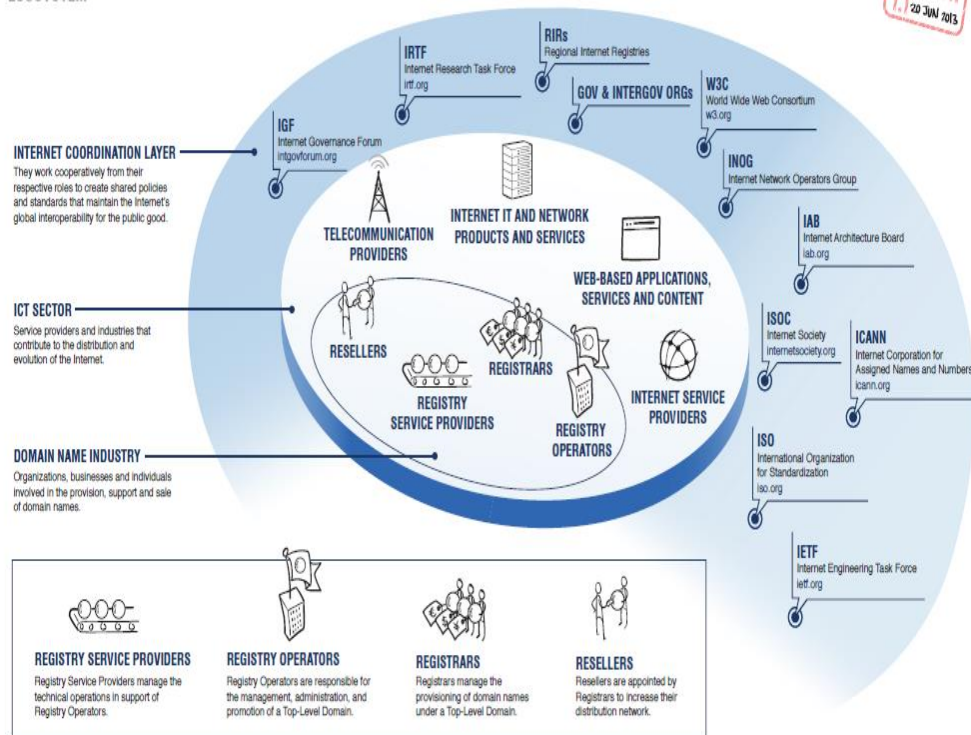 20 JUN 2013
IRTF
Internet Research Task Force
irtf.org
RIRs
Regional Internet Registries
GOV & INTERGOV ORGs
W3C
World Wide Web Consortium
w3.org
IGF
Internet Governance Forum
intgovforum.org
INOG
Internet Network Operators Group
IAB
Internet Architecture Board
iab.org
ISOC
Internet Society
internetsociety.org
ICANN
Internet Corporation for
Assigned Names and Numbers
icann.org
ISO
International Organization
for Standardization
iso.org
IETF
Internet Engineering Task Force
ietf.org
INTERNET COORDINATION LAYER
They work cooperatively from their
respective roles to create shared policies
and standards that maintain the Internet's
global interoperability for the public good.
ICT SECTOR
Service providers and industries that
contribute to the distribution and
evolution of the Internet.
DOMAIN NAME INDUSTRY
Organizations, businesses and individuals
involved in the provision, support and sale
of domain names.
TELECOMMUNICATION
PROVIDERS
INTERNET IT AND NETWORK
PRODUCTS AND SERVICES
WEB-BASED APPLICATIONS,
SERVICES AND CONTENT
RESELLERS
REGISTRARS
REGISTRY
SERVICE PROVIDERS
REGISTRY
OPERATORS
INTERNET SERVICE
PROVIDERS
REGISTRY SERVICE PROVIDERS
Registry Service Providers manage the
technical operations in support of
Registry Operators.
REGISTRY OPERATORS
Registry Operators are responsible for
the management, administration, and
promotion of a Top-Level Domain.
REGISTRARS
Registrars manage the
provisioning of domain names
under a Top-Level Domain.
RESELLERS
Resellers are appointed by
Registrars to increase their
distribution network.